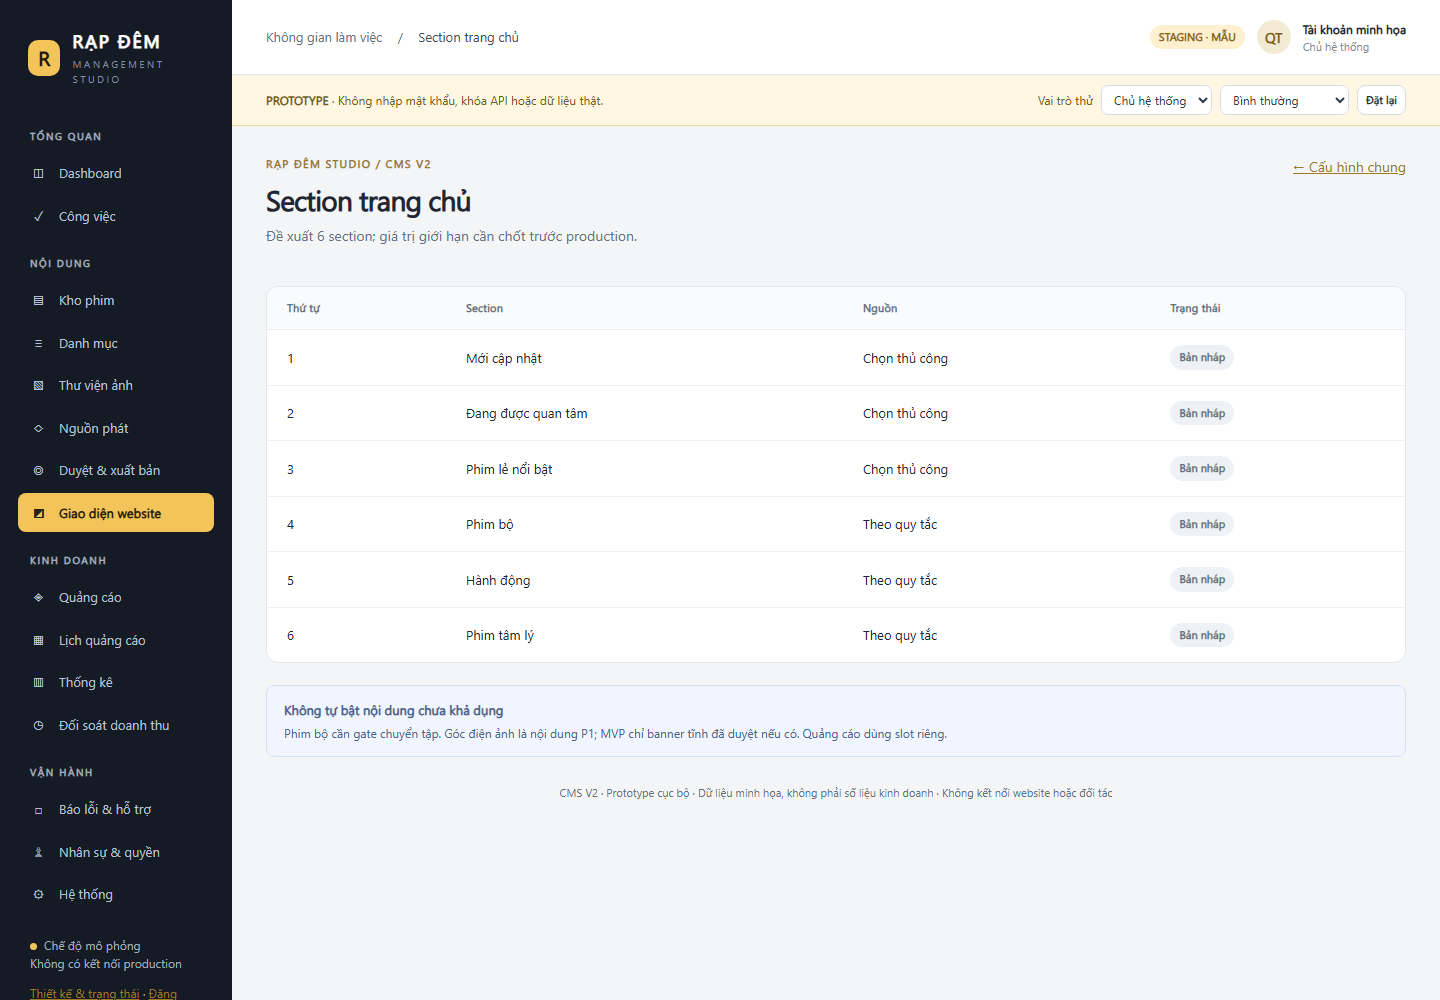 R
RẠP ĐÊM
MANAGEMENT
STUDIO
TỔNG QUAN
Dashboard
Công việc
NỘI DUNG
Kho phim
Danh mục
Thư viện ảnh
Nguồn phát
Duyệt & xuất bản
Giao diện website
KINH DOANH
Quảng cáo
Lịch quảng cáo
Thống kê
Đối soát doanh thu
VẬN HÀNH
Báo lỗi & hỗ trợ
Nhân sự & quyền
Hệ thống
Chế độ mô phỏng
Không có kết nối production
Thiết kế & trạng thái · Đăng
Không gian làm việc / Section trang chủ
STAGING · MẪU
QT
Tài khoản minh họa
Chủ hệ thống
PROTOTYPE · Không nhập mật khẩu, khóa API hoặc dữ liệu thật.
Vai trò thử
Chủ hệ thống
Bình thường
Đặt lại
RẠP ĐÊM STUDIO / CMS V2
← Cấu hình chung
Section trang chủ
Đề xuất 6 section; giá trị giới hạn cần chốt trước production.
Thứ tự Section Nguồn Trạng thái
1 Mới cập nhật Chọn thủ công Bản nháp
2 Đang được quan tâm Chọn thủ công Bản nháp
3 Phim lẻ nổi bật Chọn thủ công Bản nháp
4 Phim bộ Theo quy tắc Bản nháp
5 Hành động Theo quy tắc Bản nháp
6 Phim tâm lý Theo quy tắc Bản nháp
Không tự bật nội dung chưa khả dụng
Phim bộ cần gate chuyển tập. Góc điện ảnh là nội dung P1; MVP chỉ banner tĩnh đã duyệt nếu có. Quảng cáo dùng slot riêng.
CMS V2 · Prototype cục bộ · Dữ liệu minh họa, không phải số liệu kinh doanh · Không kết nối website hoặc đối tác